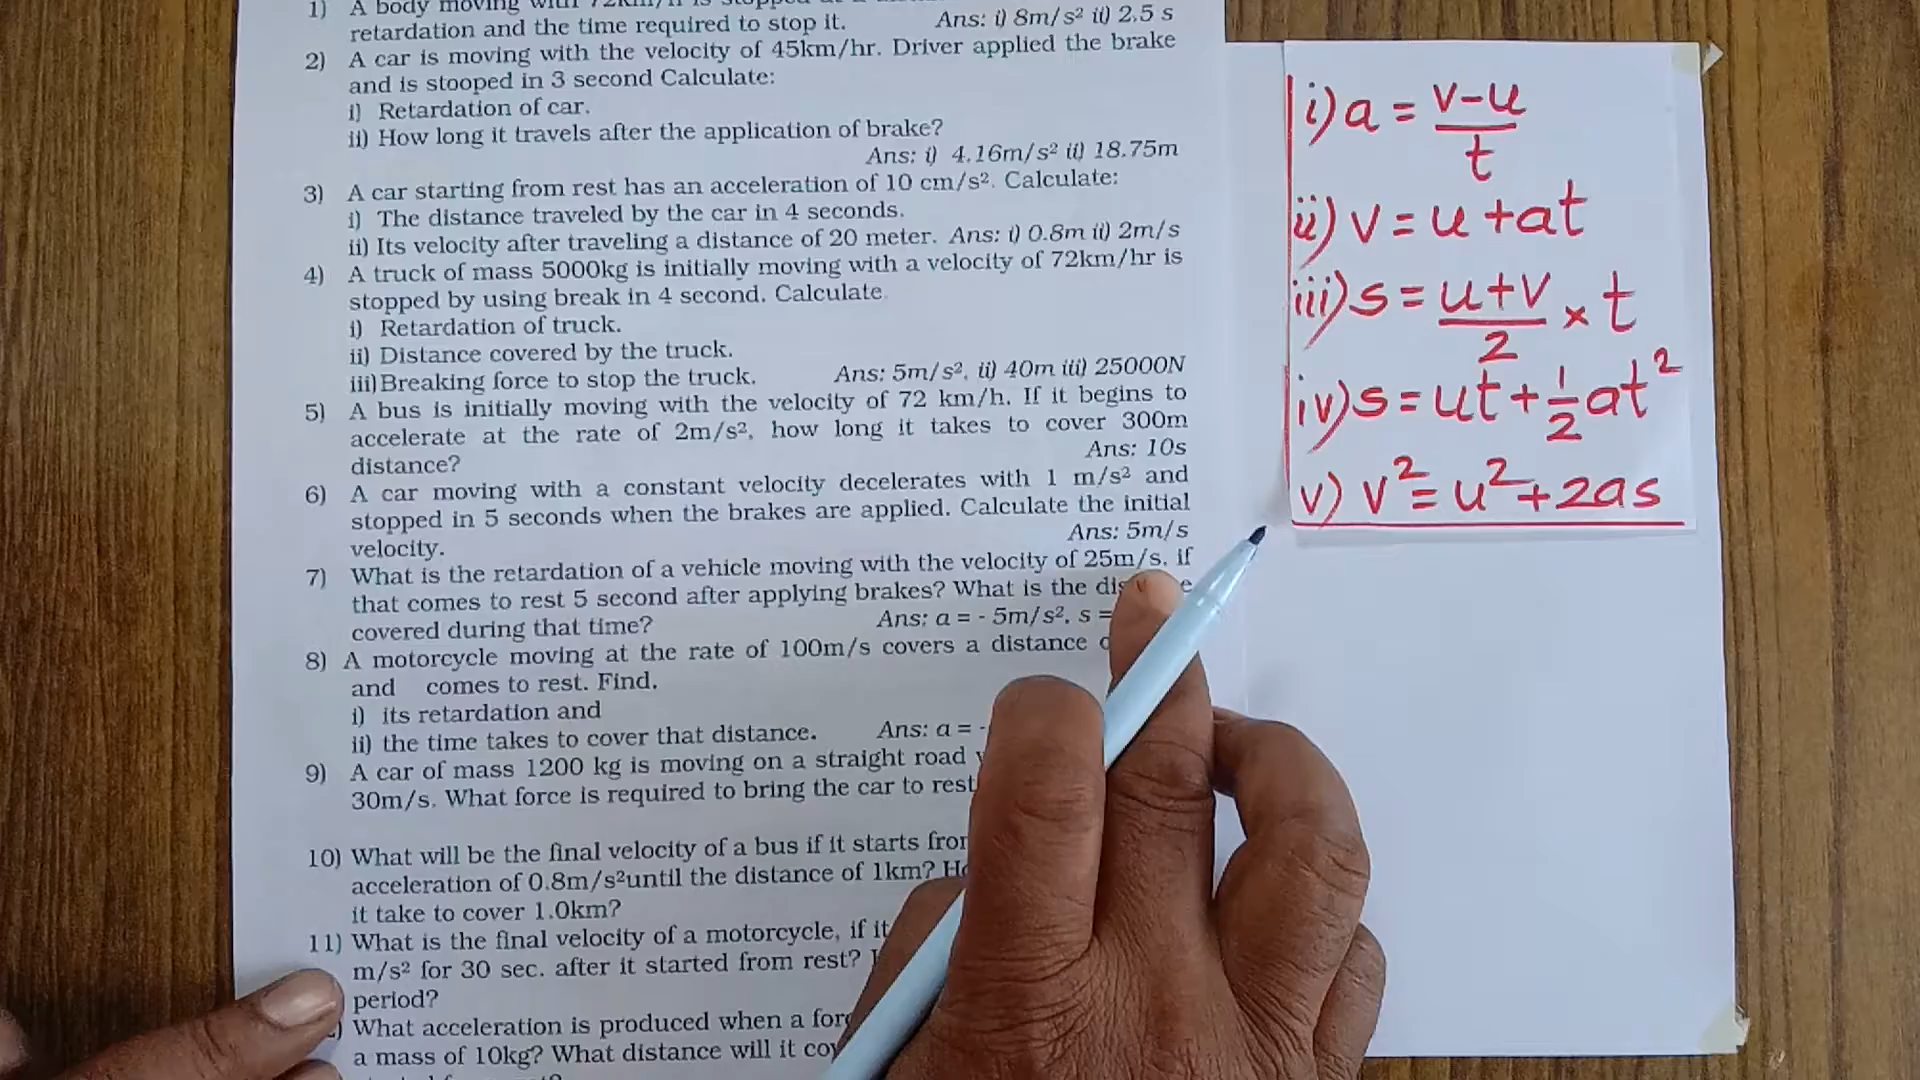 1) A body moving with 72km/h is stopped at a
retardation and the time required to stop it. Ans: i) 8m/s² ii) 2.5 s
2) A car is moving with the velocity of 45km/hr. Driver applied the brake
and is stooped in 3 second Calculate:
i) Retardation of car.
ii) How long it travels after the application of brake?
Ans: i) 4.16m/s² ii) 18.75m
3) A car starting from rest has an acceleration of 10 cm/s². Calculate:
i) The distance traveled by the car in 4 seconds.
ii) Its velocity after traveling a distance of 20 meter. Ans: i) 0.8m ii) 2m/s
4) A truck of mass 5000kg is initially moving with a velocity of 72km/hr is
stopped by using break in 4 second. Calculate
i) Retardation of truck.
ii) Distance covered by the truck.
iii) Breaking force to stop the truck. Ans: 5m/s², ii) 40m iii) 25000N
5) A bus is initially moving with the velocity of 72 km/h. If it begins to
accelerate at the rate of 2m/s², how long it takes to cover 300m
distance? Ans: 10s
6) A car moving with a constant velocity decelerates with 1 m/s² and
stopped in 5 seconds when the brakes are applied. Calculate the initial
velocity. Ans: 5m/s
7) What is the retardation of a vehicle moving with the velocity of 25m/s, if
that comes to rest 5 second after applying brakes? What is the
covered during that time? Ans: a = - 5m/s², s =
8) A motorcycle moving at the rate of 100m/s covers a distance
and comes to rest. Find.
i) its retardation and
ii) the time takes to cover that distance. Ans: a = -
9) A car of mass 1200 kg is moving on a straight road
30m/s. What force is required to bring the car to rest
10) What will be the final velocity of a bus if it starts
acceleration of 0.8m/s²until the distance of 1km?
it take to cover 1.0km?
11) What is the final velocity of a motorcycle, if it
m/s² for 30 sec. after it started from rest?
period?
What acceleration is produced when a
a mass of 10kg? What distance will it
i) a = v-u/t
ii) v = u +at
iii) s = u+v/2 × t
iv) s = ut + 1/2 at²
v) v² = u² + 2as